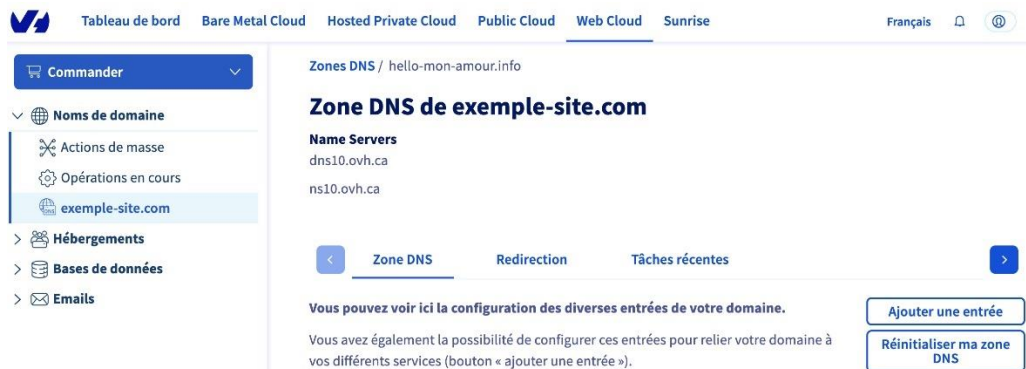 Tableau de bord Bare Metal Cloud Hosted Private Cloud Public Cloud Web Cloud Sunrise Français
Commander
Noms de domaine
Actions de masse
Opérations en cours
exemple-site.com
Hébergements
Bases de données
Emails
Zones DNS / hello-mon-amour.info
Zone DNS de exemple-site.com
Name Servers
dns10.ovh.ca
ns10.ovh.ca
Zone DNS Redirection Tâches récentes
Vous pouvez voir ici la configuration des diverses entrées de votre domaine.
Vous avez également la possibilité de configurer ces entrées pour relier votre domaine à
vos différents services (bouton « ajouter une entrée »).
Ajouter une entrée
Réinitialiser ma zone
DNS